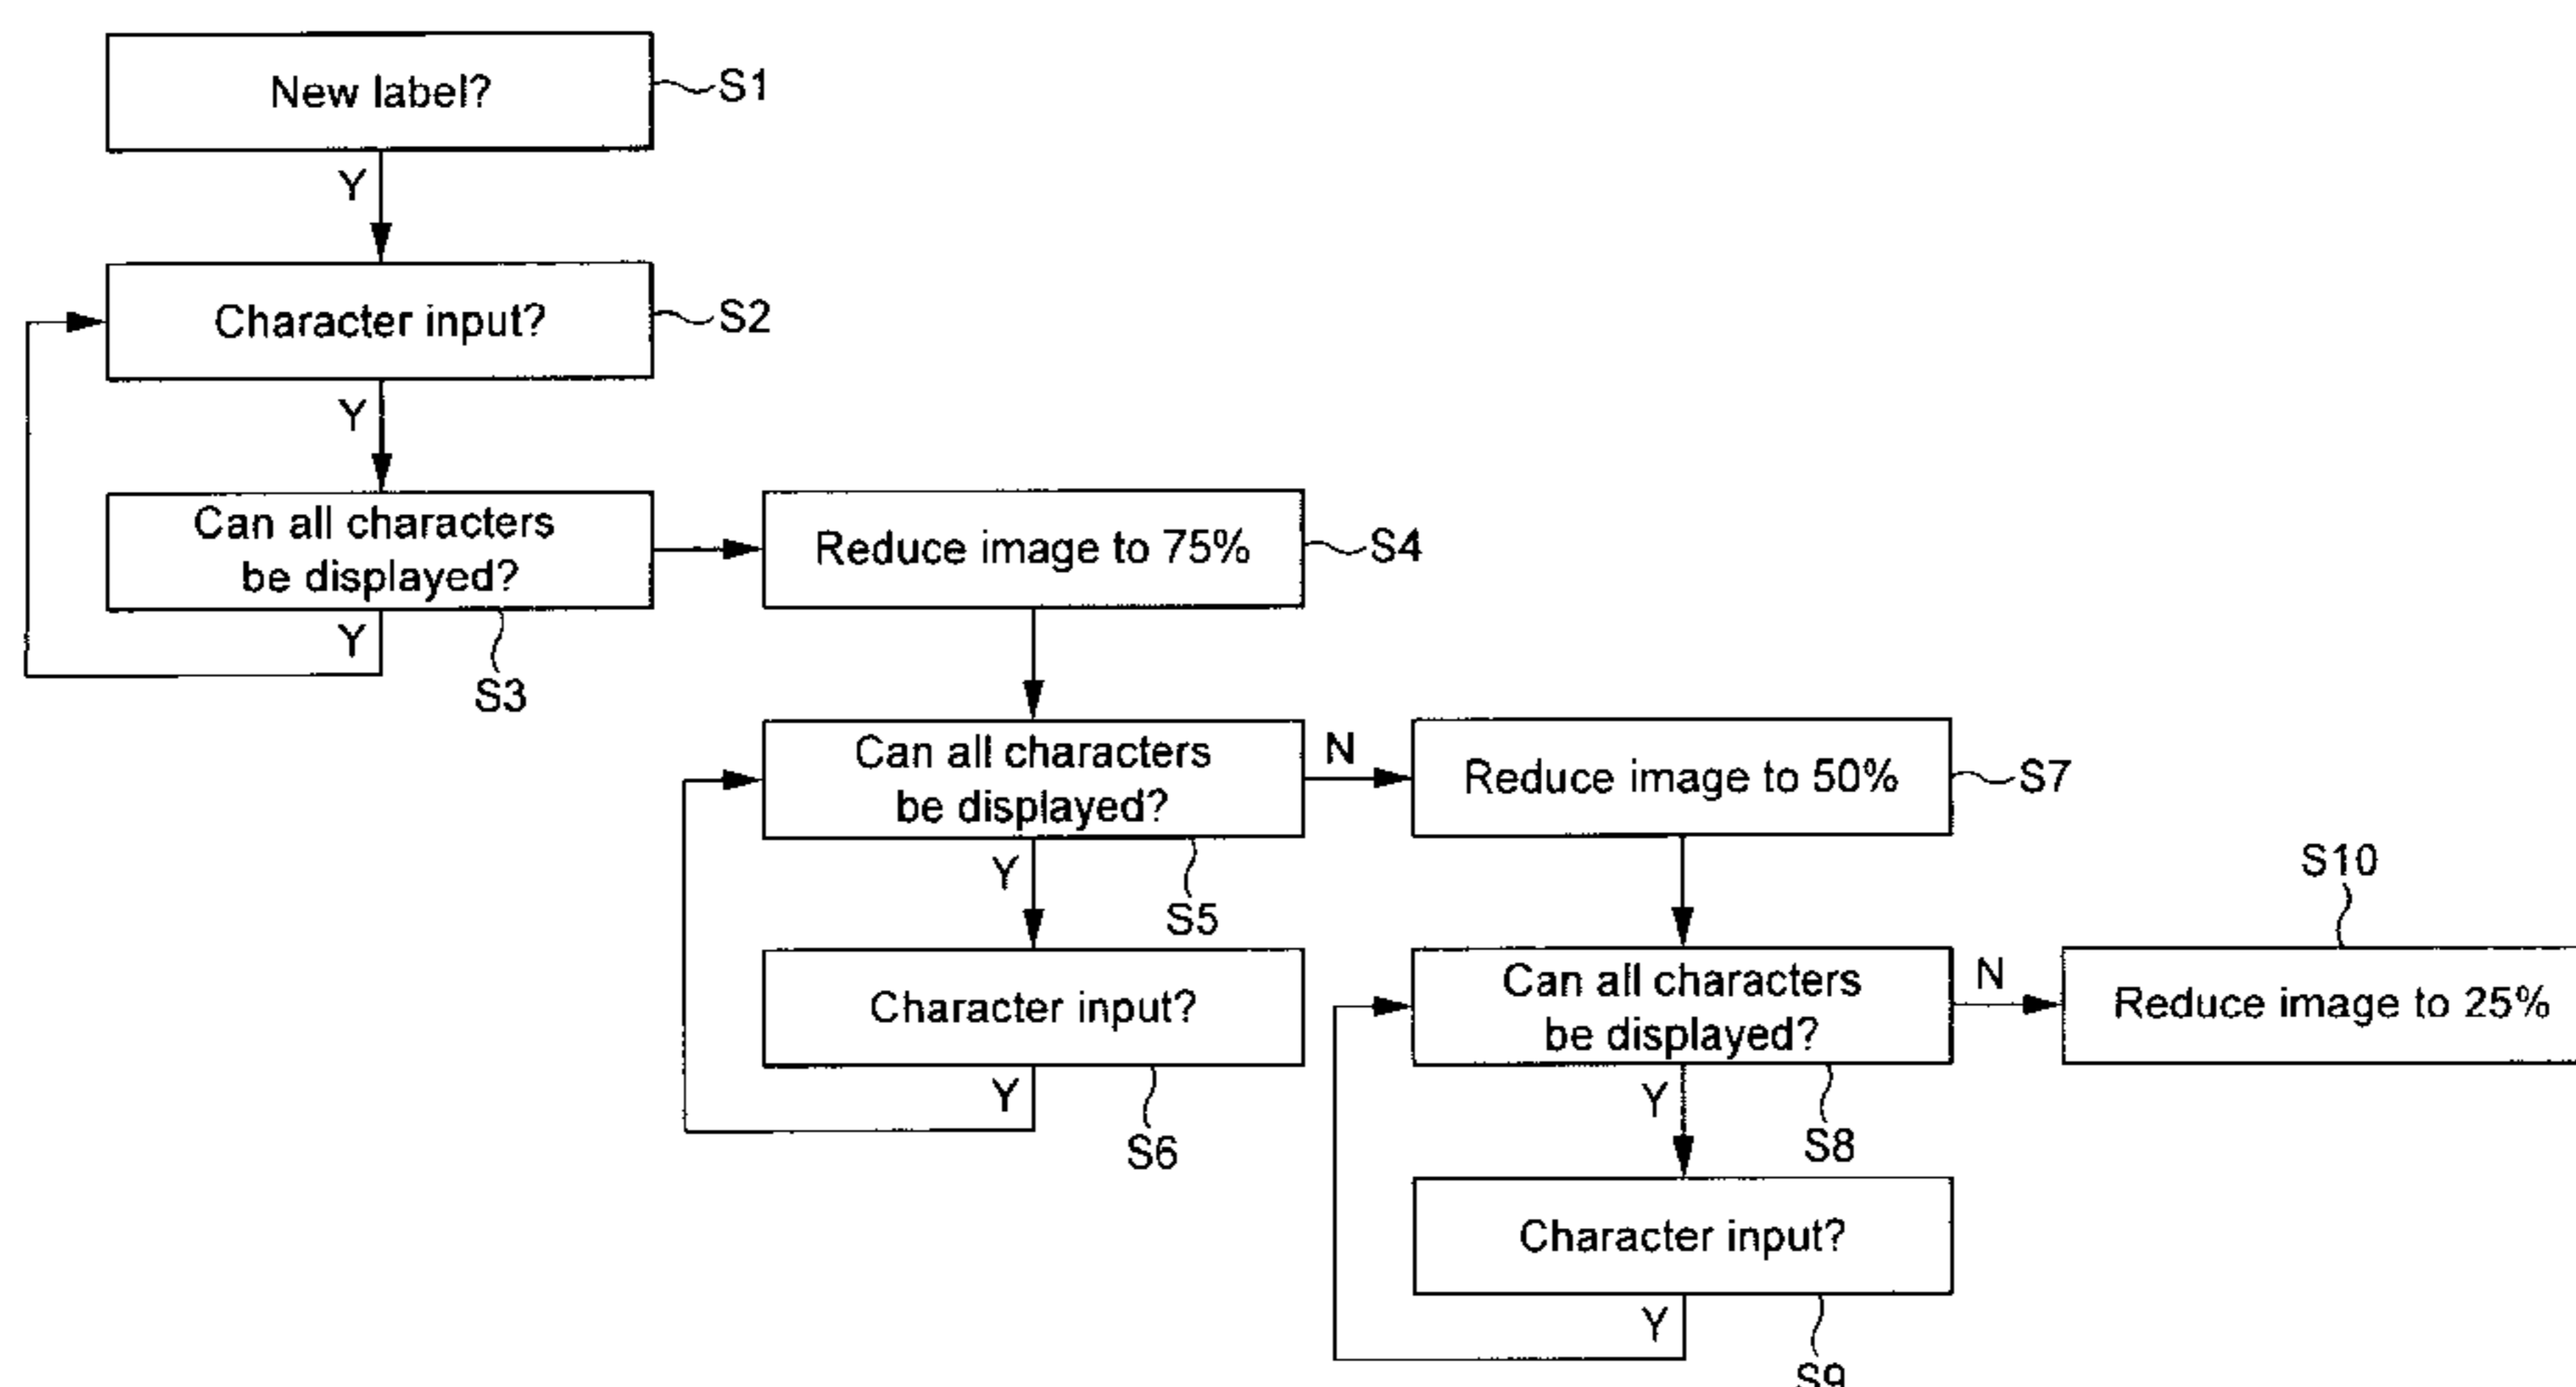 New label?
S1
Y
Character input?
S2
Y
Can all characters
be displayed?
Y
S3
Reduce image to 75%
S4
Can all characters
be displayed?
N
Y
S5
Character input?
Y
S6
Reduce image to 50%
S7
Can all characters
be displayed?
N
Y
S8
Character input?
Y
S9
S10
Reduce image to 25%